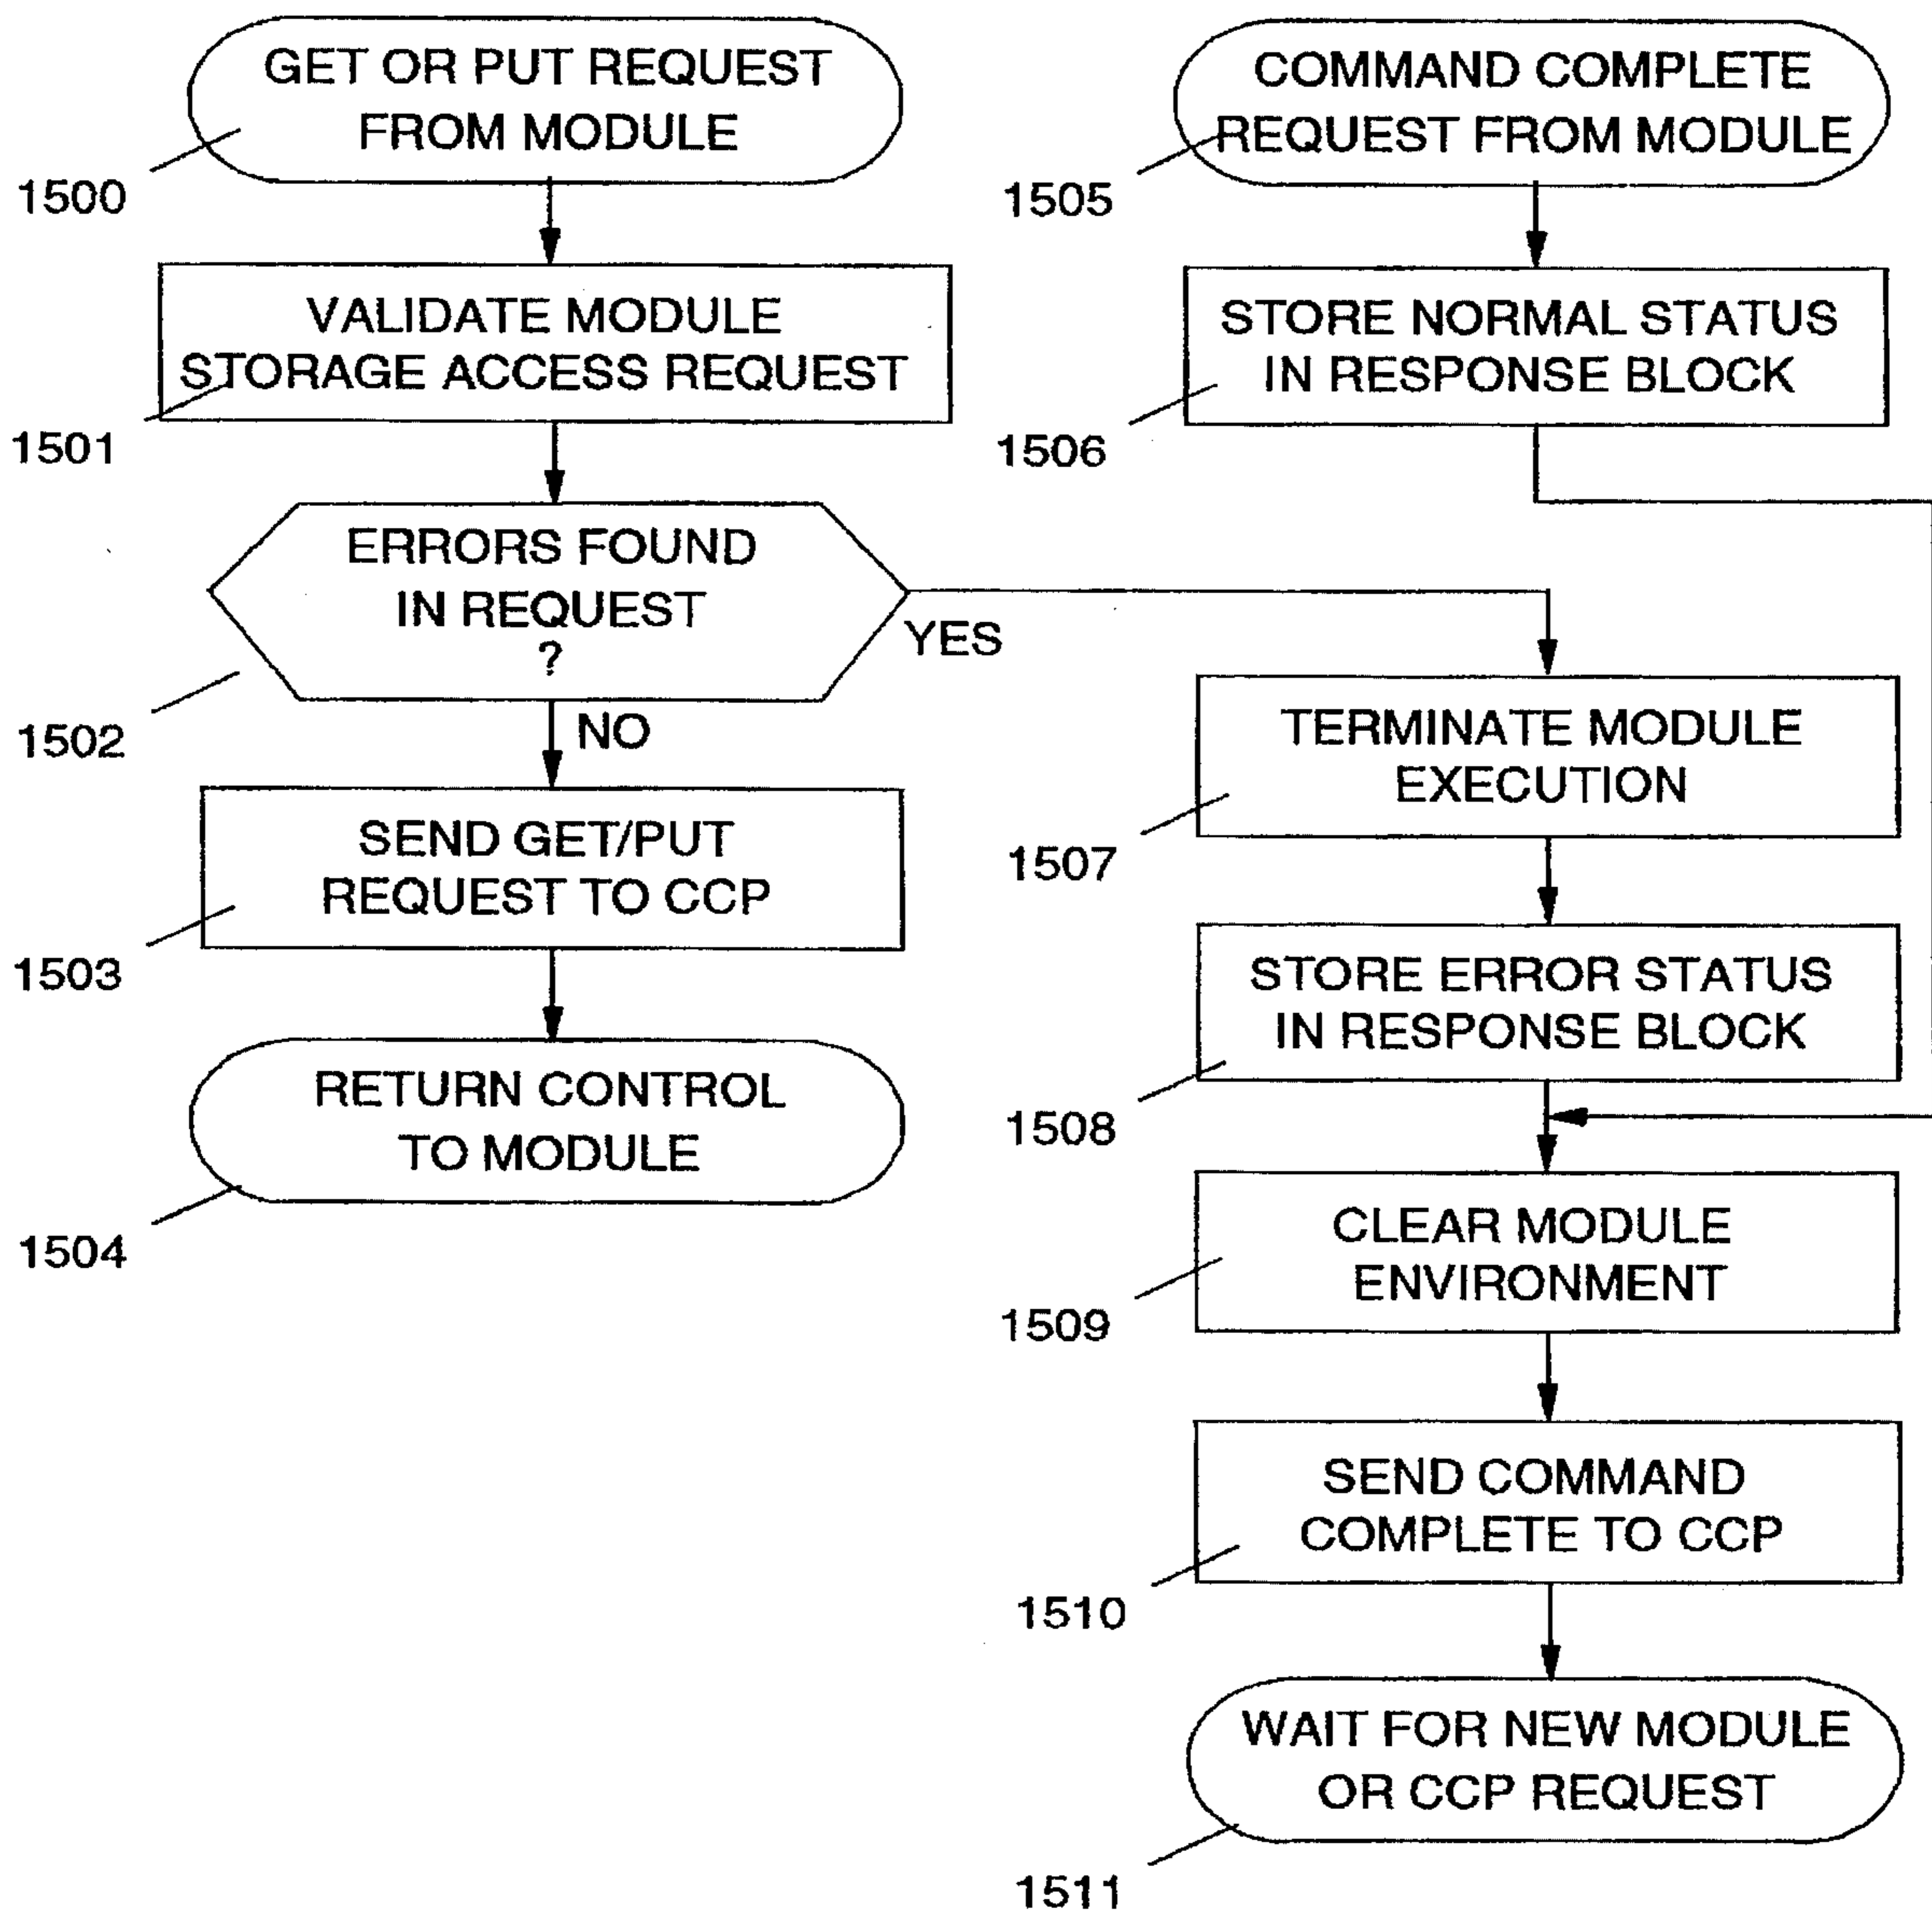 GET OR PUT REQUEST
FROM MODULE
1500
VALIDATE MODULE
STORAGE ACCESS REQUEST
1501
ERRORS FOUND
IN REQUEST
?
YES
1502
NO
SEND GET/PUT
REQUEST TO CCP
1503
RETURN CONTROL
TO MODULE
1504
COMMAND COMPLETE
REQUEST FROM MODULE
1505
STORE NORMAL STATUS
IN RESPONSE BLOCK
1506
TERMINATE MODULE
EXECUTION
1507
STORE ERROR STATUS
IN RESPONSE BLOCK
1508
CLEAR MODULE
ENVIRONMENT
1509
SEND COMMAND
COMPLETE TO CCP
1510
WAIT FOR NEW MODULE
OR CCP REQUEST
1511